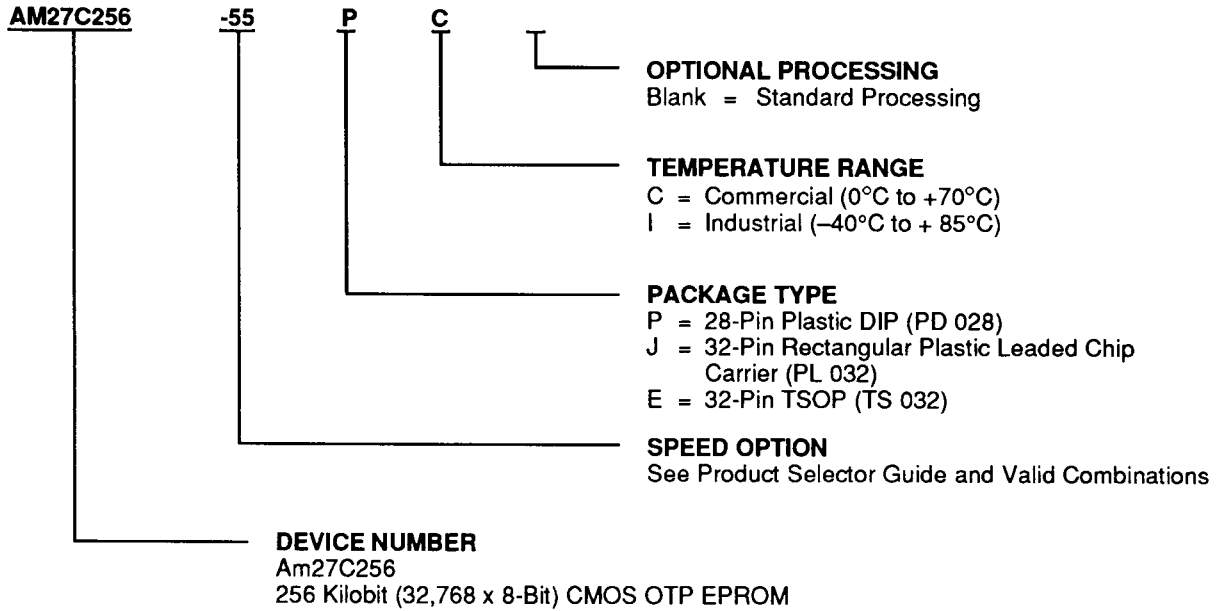 AM27C256 -55 P C
OPTIONAL PROCESSING
Blank = Standard Processing
TEMPERATURE RANGE
C = Commercial (0°C to +70°C)
I = Industrial (–40°C to + 85°C)
PACKAGE TYPE
P = 28-Pin Plastic DIP (PD 028)
J = 32-Pin Rectangular Plastic Leaded Chip
Carrier (PL 032)
E = 32-Pin TSOP (TS 032)
SPEED OPTION
See Product Selector Guide and Valid Combinations
DEVICE NUMBER
Am27C256
256 Kilobit (32,768 x 8-Bit) CMOS OTP EPROM